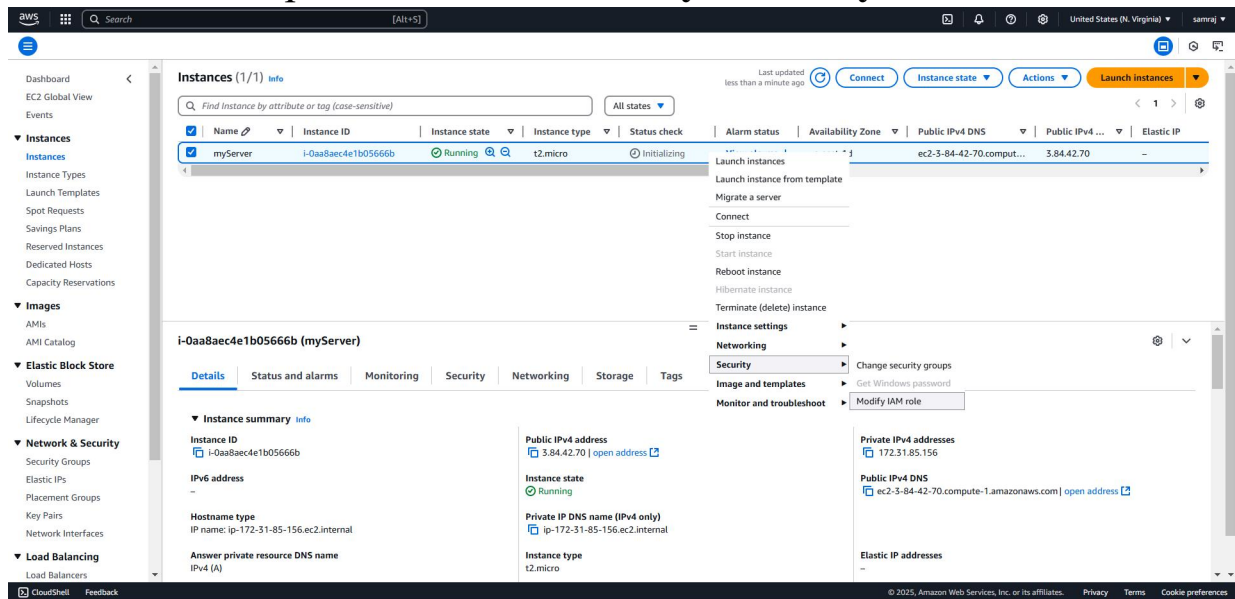 aws
Search
[Alt+S]
United States (N. Virginia) ▼
samraj ▼
Dashboard
EC2 Global View
Events
▼ Instances
Instances
Instance Types
Launch Templates
Spot Requests
Savings Plans
Reserved Instances
Dedicated Hosts
Capacity Reservations
▼ Images
AMIs
AMI Catalog
▼ Elastic Block Store
Volumes
Snapshots
Lifecycle Manager
▼ Network & Security
Security Groups
Elastic IPs
Placement Groups
Key Pairs
Network Interfaces
▼ Load Balancing
Load Balancers
Instances (1/1) Info
Last updated
less than a minute ago
Connect
Instance state ▼
Actions ▼
Launch instances
Find Instance by attribute or tag (case-sensitive)
All states ▼
< 1 >
Name Instance ID Instance state Instance type Status check Alarm status Availability Zone Public IPv4 DNS Public IPv4 ... Elastic IP
myServer i-0aa8aec4e1b05666b Running t2.micro Initializing ec2-3-84-42-70.comput... 3.84.42.70 –
Launch instances
Launch instance from template
Migrate a server
Connect
Stop instance
Start instance
Reboot instance
Hibernate instance
Terminate (delete) instance
Instance settings
Networking
Security
Image and templates
Monitor and troubleshoot
Change security groups
Get Windows password
Modify IAM role
i-0aa8aec4e1b05666b (myServer)
Details Status and alarms Monitoring Security Networking Storage Tags
▼ Instance summary Info
Instance ID
i-0aa8aec4e1b05666b
Public IPv4 address
3.84.42.70 | open address
Private IPv4 addresses
172.31.85.156
IPv6 address
–
Instance state
Running
Public IPv4 DNS
ec2-3-84-42-70.compute-1.amazonaws.com | open address
Hostname type
IP name: ip-172-31-85-156.ec2.internal
Private IP DNS name (IPv4 only)
ip-172-31-85-156.ec2.internal
Answer private resource DNS name
IPv4 (A)
Instance type
t2.micro
Elastic IP addresses
–
CloudShell Feedback
© 2025, Amazon Web Services, Inc. or its affiliates. Privacy Terms Cookie preferences